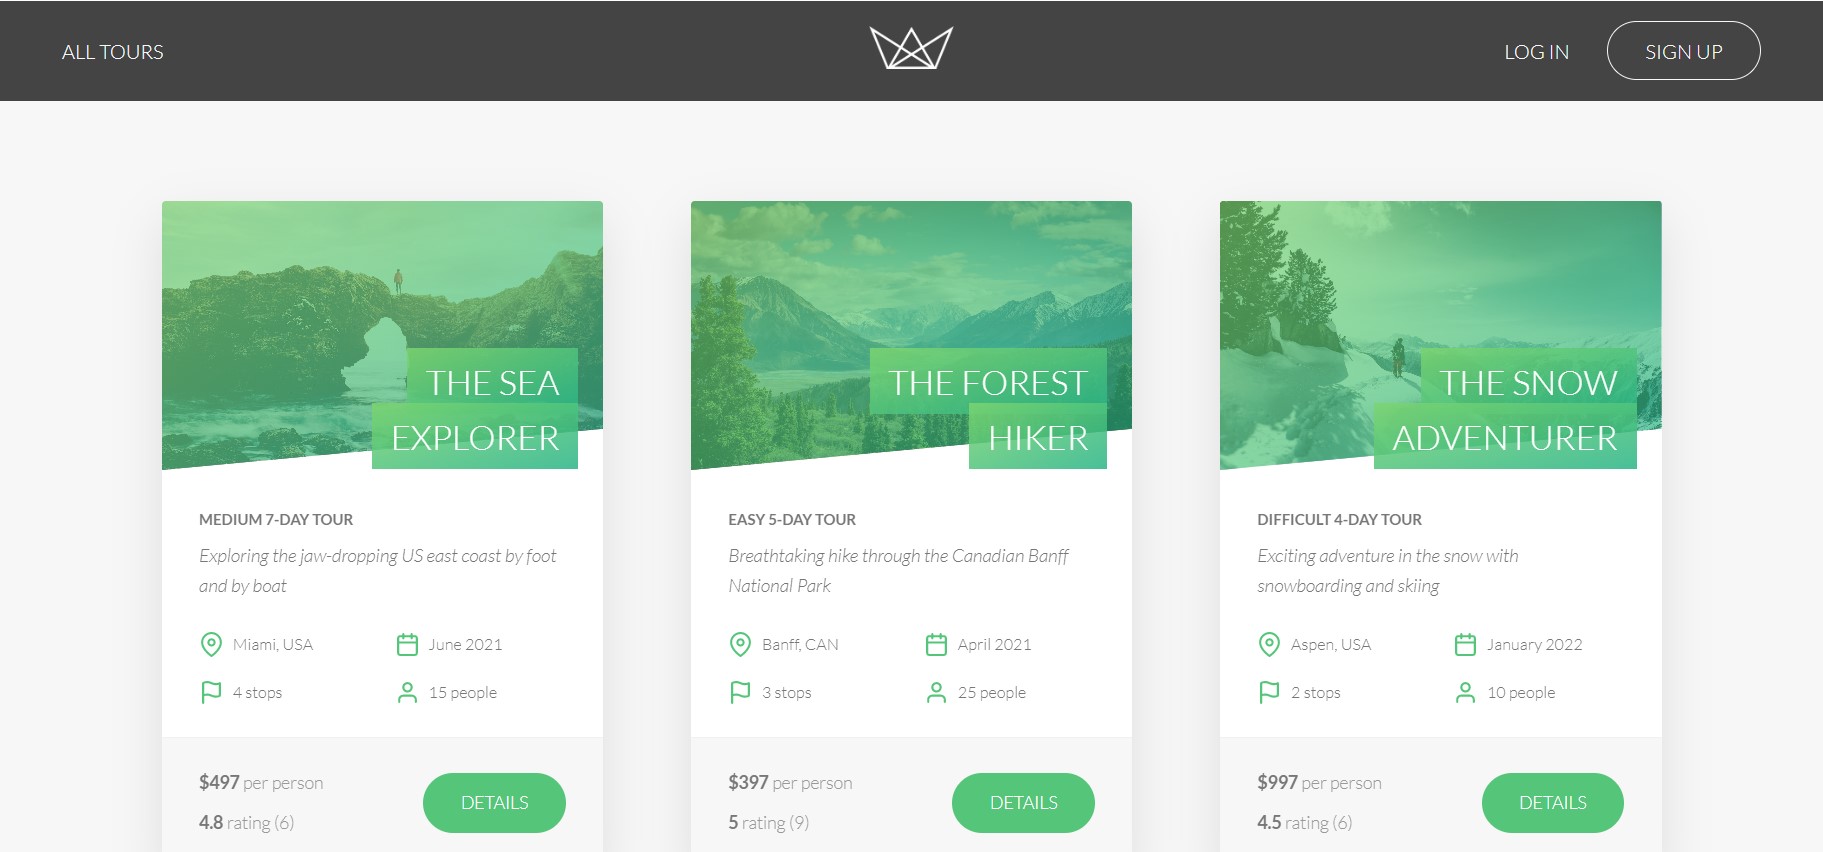 ALL TOURS
LOG IN
SIGN UP
THE SEA
EXPLORER
MEDIUM 7-DAY TOUR
Exploring the jaw-dropping US east coast by foot
and by boat
Miami, USA
June 2021
4 stops
15 people
$497 per person
4.8 rating (6)
DETAILS
THE FOREST
HIKER
EASY 5-DAY TOUR
Breathtaking hike through the Canadian Banff
National Park
Banff, CAN
April 2021
3 stops
25 people
$397 per person
5 rating (9)
DETAILS
THE SNOW
ADVENTURER
DIFFICULT 4-DAY TOUR
Exciting adventure in the snow with
snowboarding and skiing
Aspen, USA
January 2022
2 stops
10 people
$997 per person
4.5 rating (6)
DETAILS